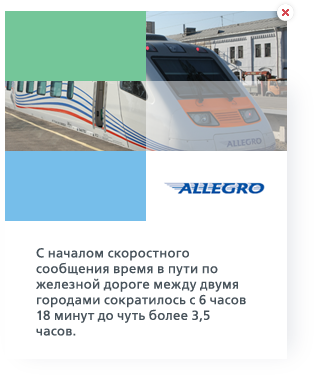 ALLEGRO
ALLEGRO
С началом скоростного
сообщения время в пути по
железной дороге между двумя
городами сократилось с 6 часов
18 минут до чуть более 3,5
часов.